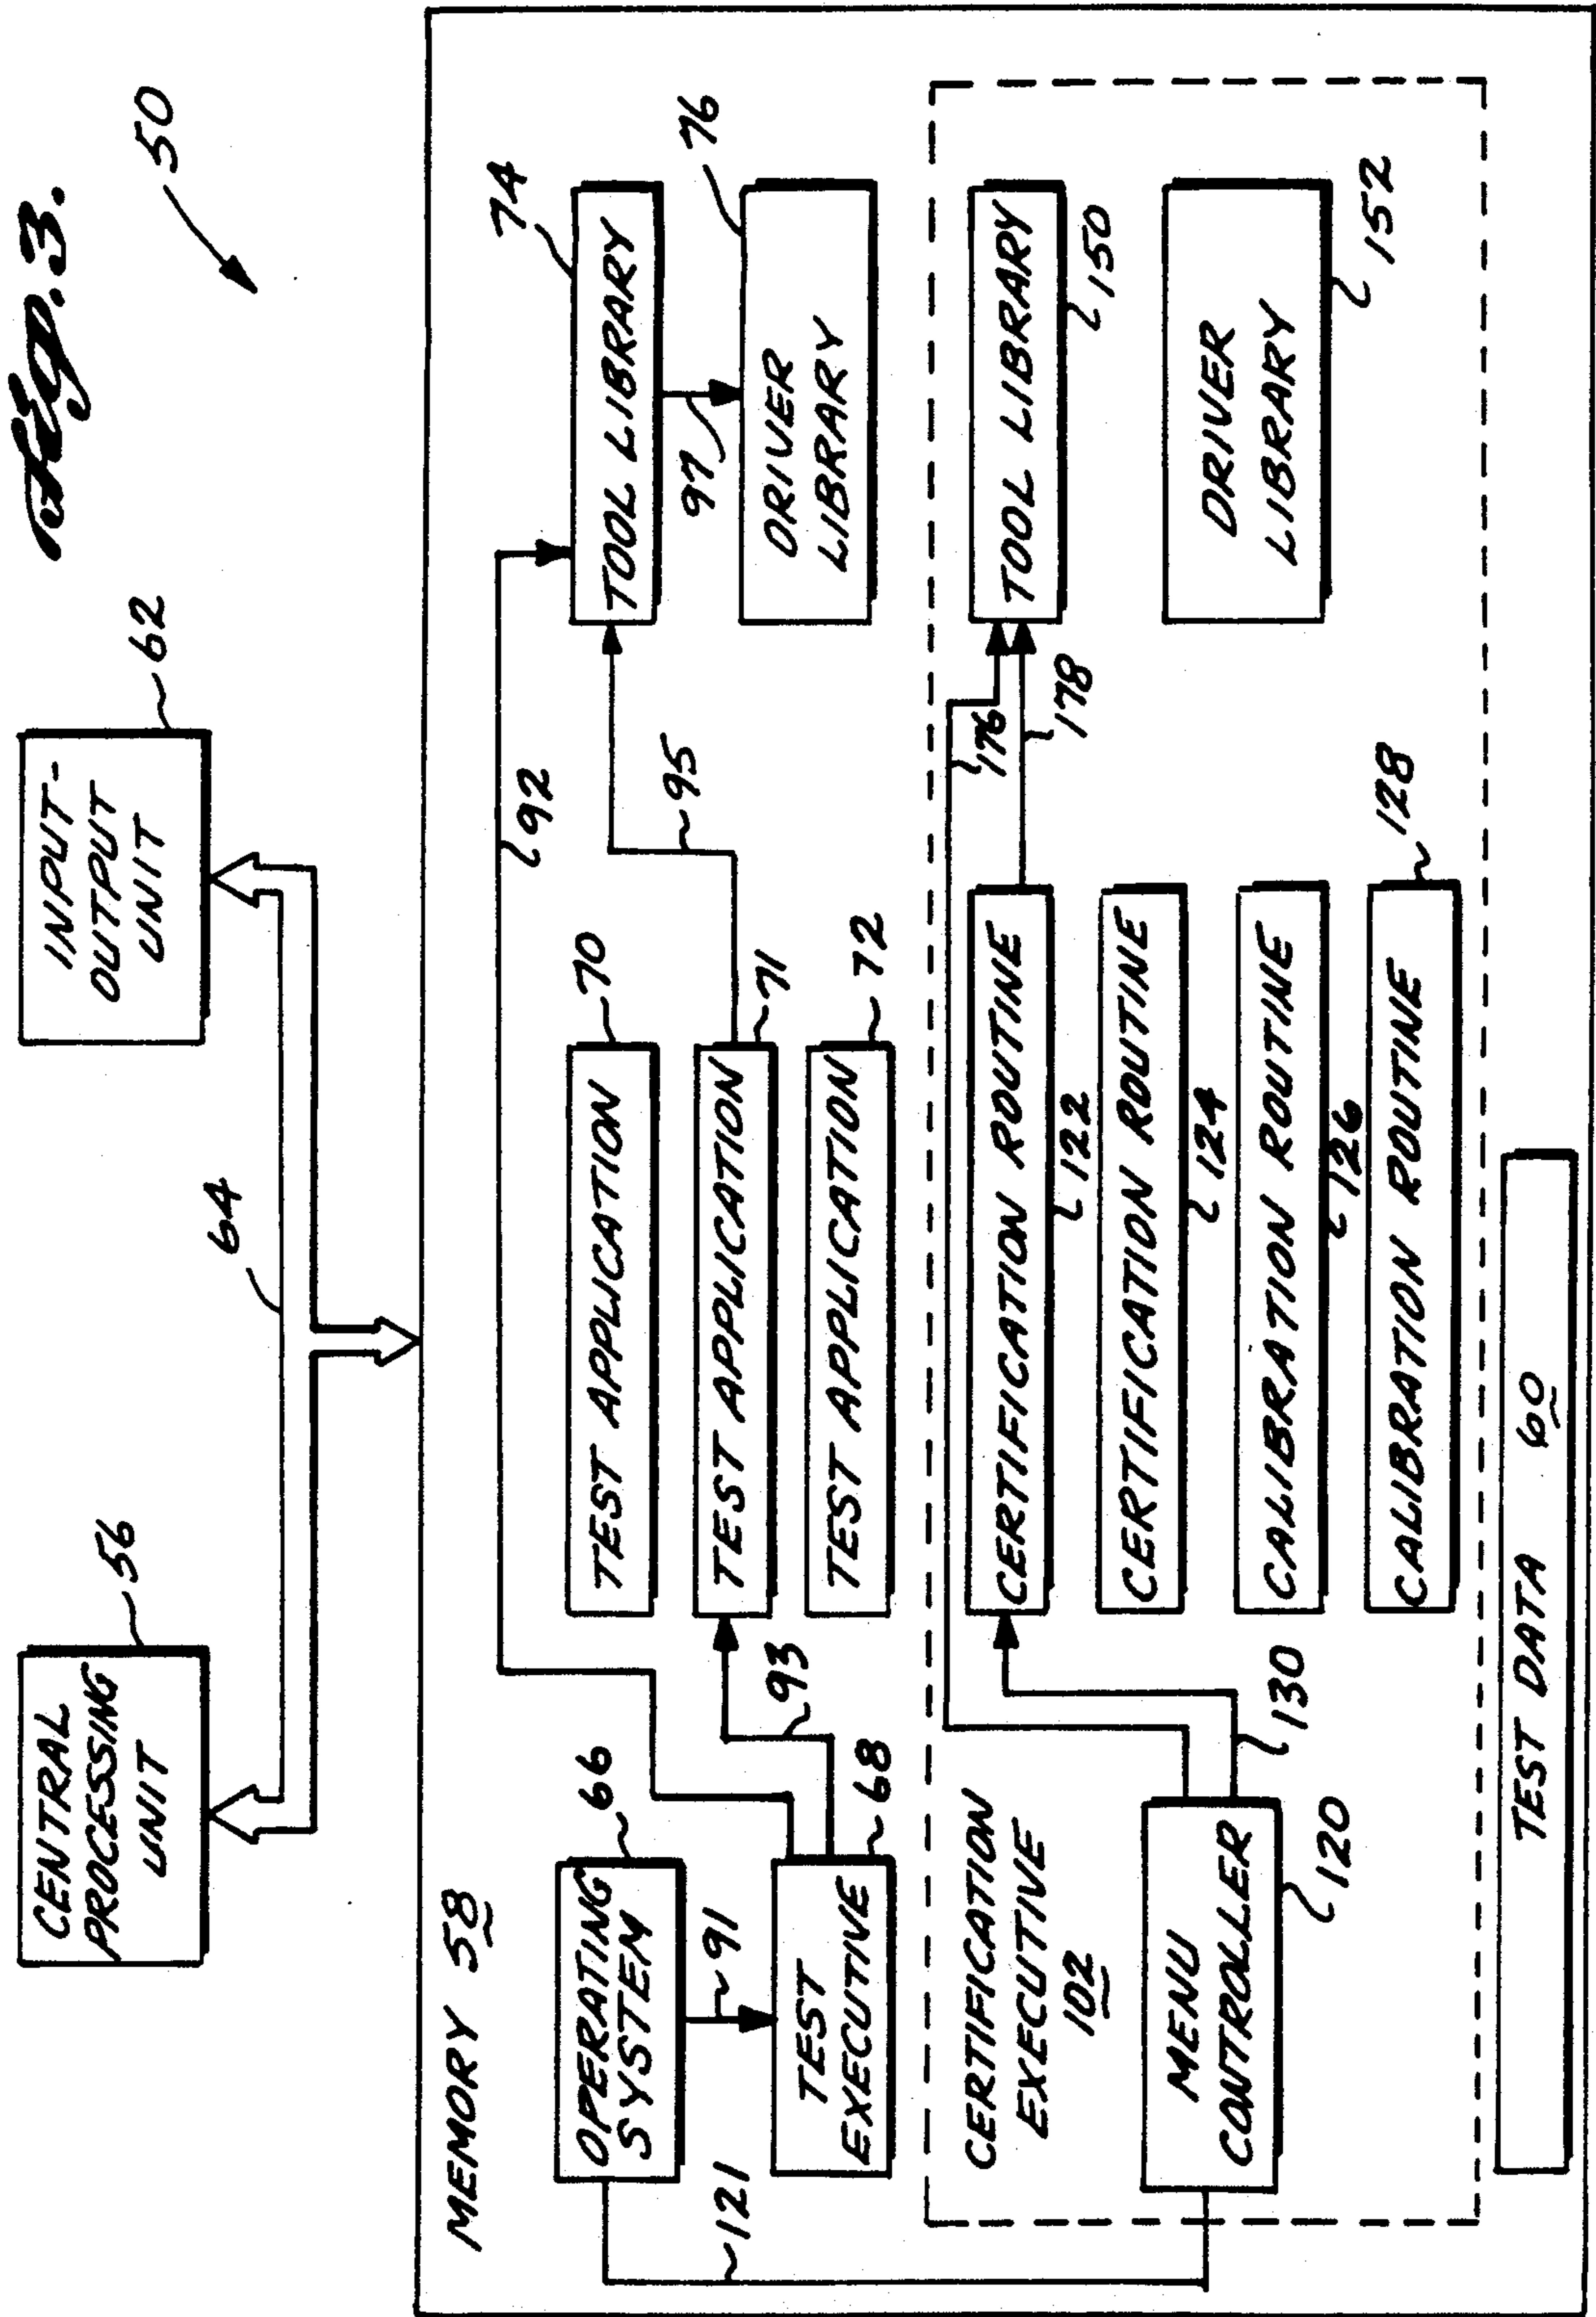 Fig. 3.
50
CENTRAL
PROCESSING
UNIT
56
64
INPUT-
OUTPUT
UNIT
62
MEMORY 58
OPERATING
SYSTEM
66
91
121
TEST
EXECUTIVE
68
92
93
TEST APPLICATION
70
TEST APPLICATION
71
TEST APPLICATION
72
95
TOOL LIBRARY
74
97
DRIVER
LIBRARY
76
CERTIFICATION
EXECUTIVE
102
MENU
CONTROLLER
120
130
CERTIFICATION ROUTINE
122
CERTIFICATION ROUTINE
124
CALIBRATION ROUTINE
126
CALIBRATION ROUTINE
128
176
178
TOOL LIBRARY
150
DRIVER
LIBRARY
152
TEST DATA 60